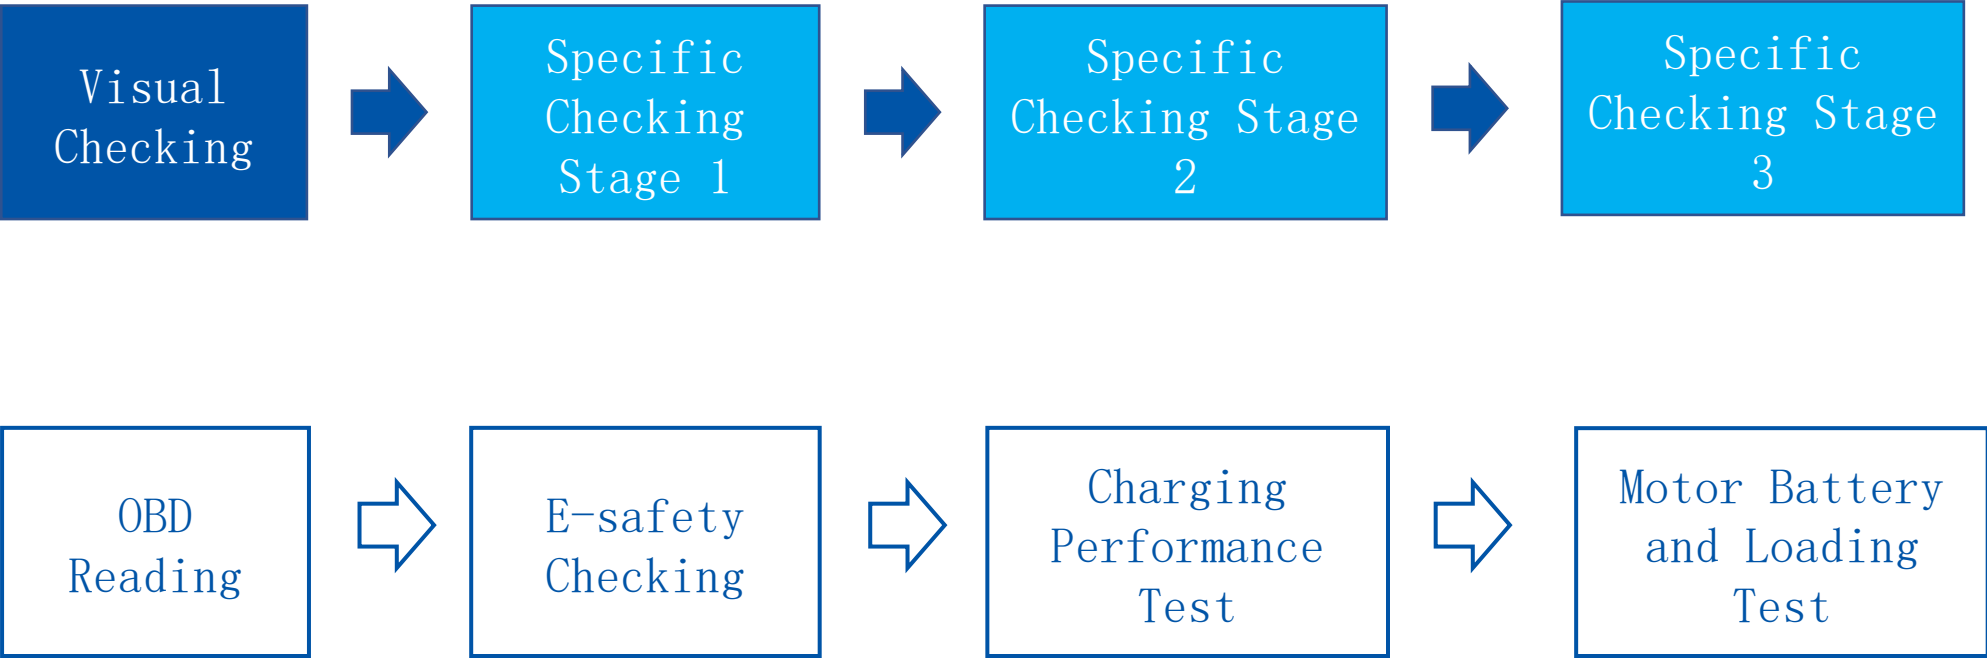 Visual
Checking
Specific
Checking
Stage 1
Specific
Checking Stage
2
Specific
Checking Stage
3
OBD
Reading
E-safety
Checking
Charging
Performance
Test
Motor Battery
and Loading
Test